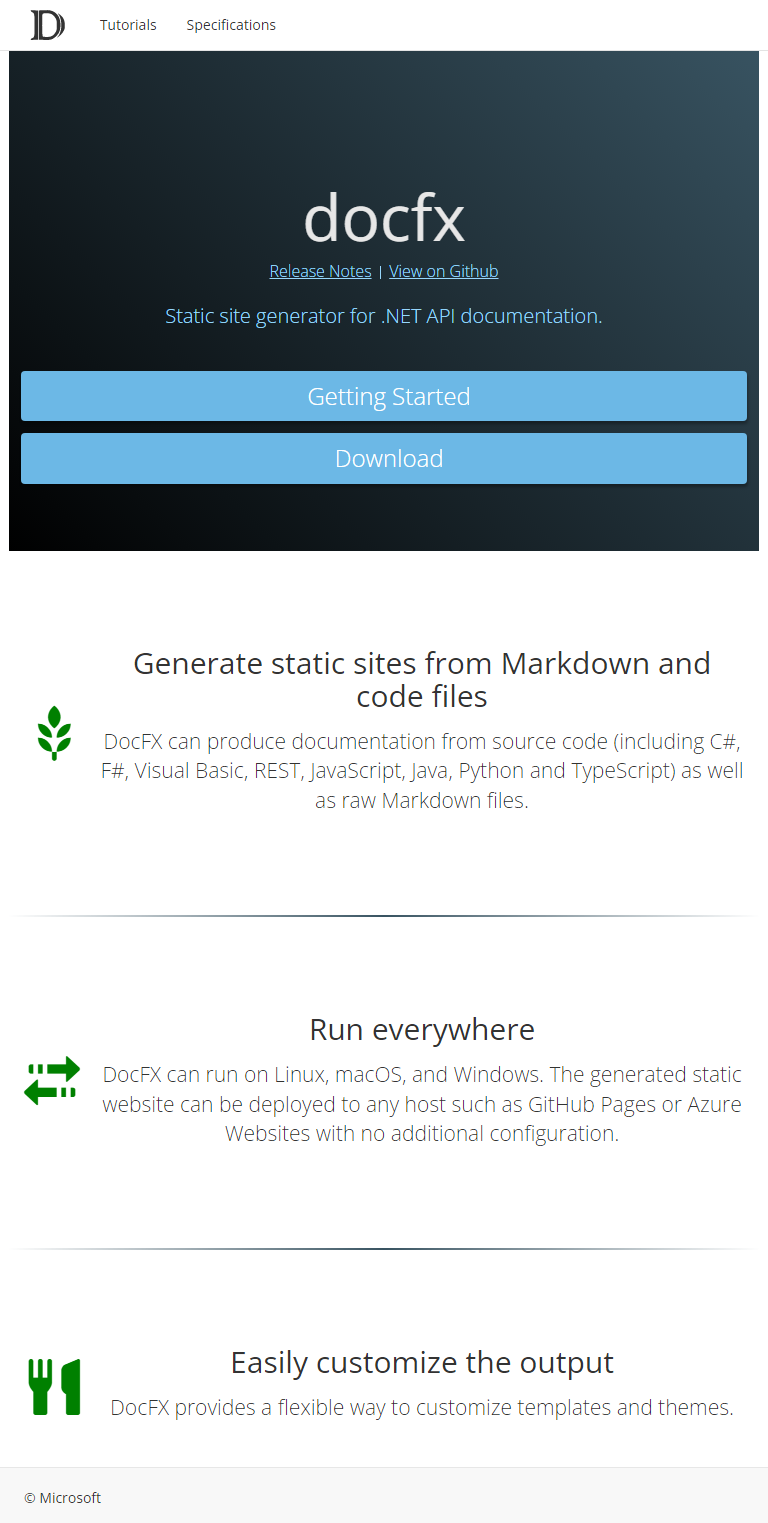 D
Tutorials Specifications
docfx
Release Notes | View on Github
Static site generator for .NET API documentation.
Getting Started
Download
Generate static sites from Markdown and
code files
DocFX can produce documentation from source code (including C#,
F#, Visual Basic, REST, JavaScript, Java, Python and TypeScript) as well
as raw Markdown files.
Run everywhere
DocFX can run on Linux, macOS, and Windows. The generated static
website can be deployed to any host such as GitHub Pages or Azure
Websites with no additional configuration.
Easily customize the output
DocFX provides a flexible way to customize templates and themes.
© Microsoft